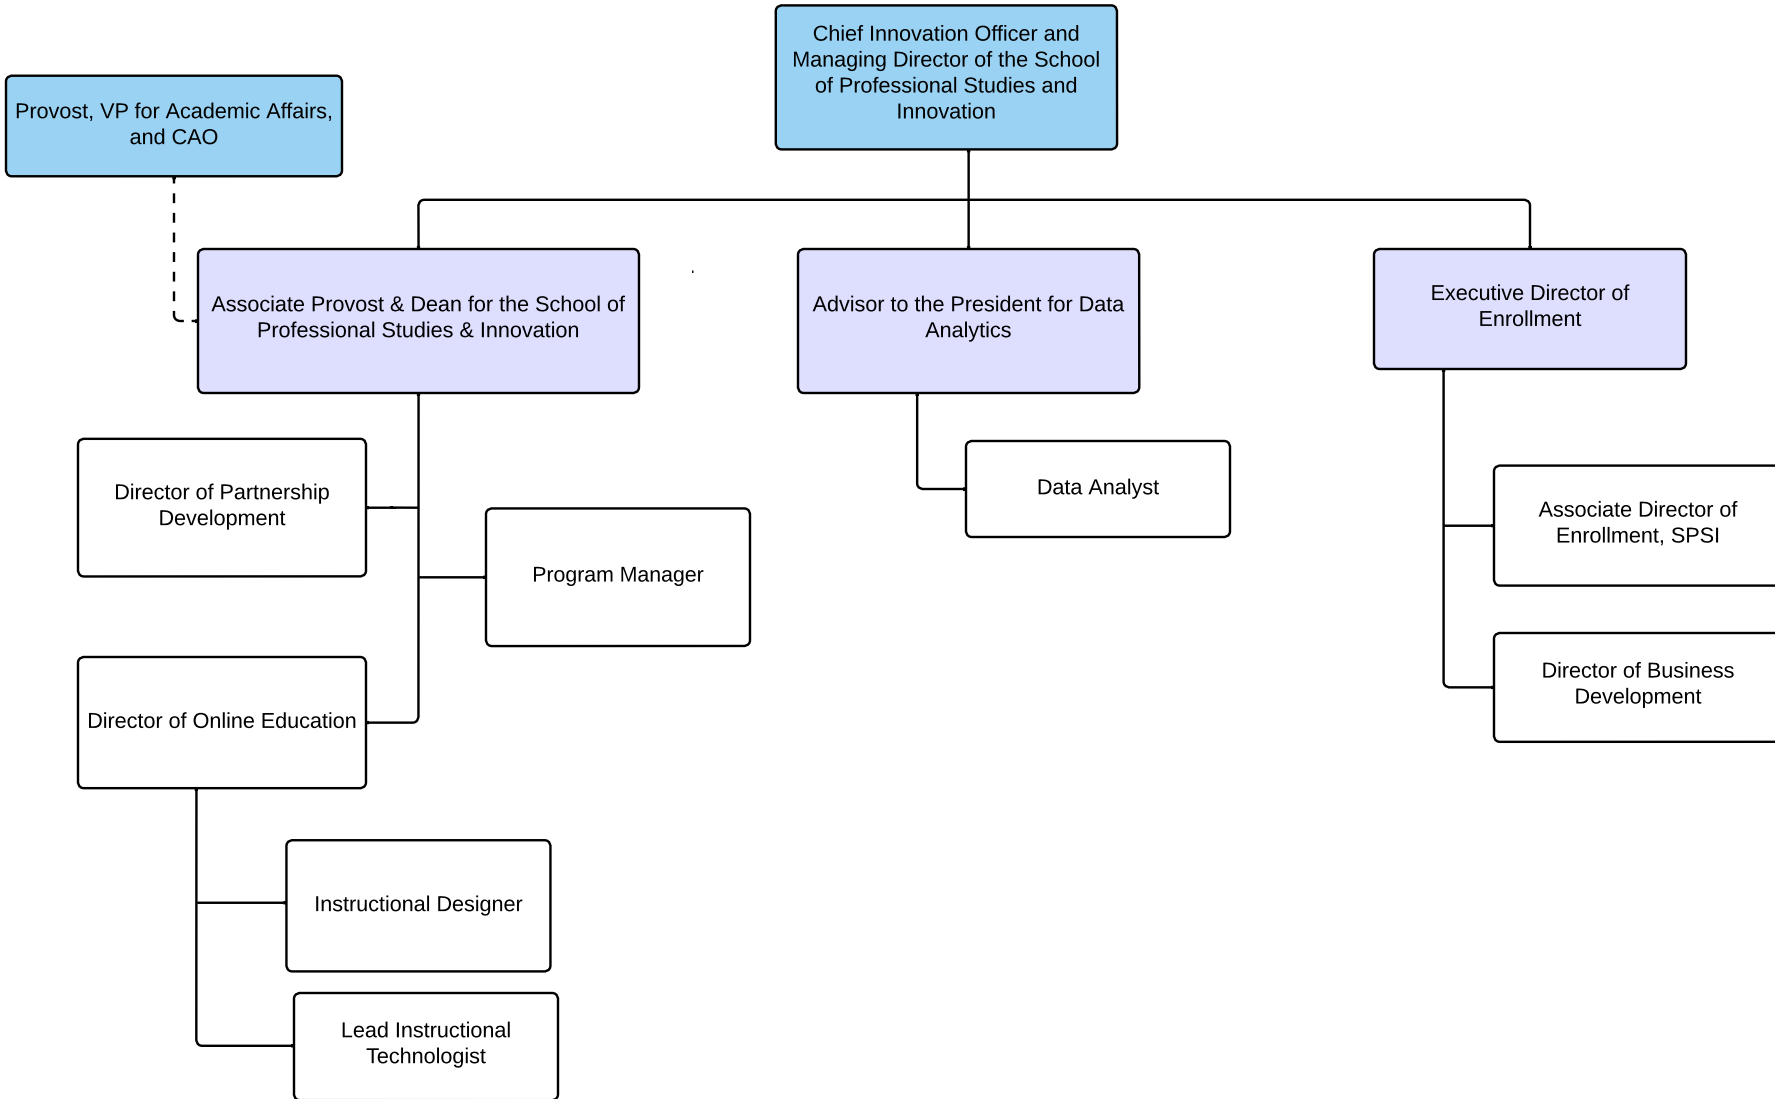 Chief Innovation Officer and
Managing Director of the School
of Professional Studies and
Innovation
Provost, VP for Academic Affairs,
and CAO
Associate Provost & Dean for the School of
Professional Studies & Innovation
Advisor to the President for Data
Analytics
Executive Director of
Enrollment
Director of Partnership
Development
Program Manager
Data Analyst
Associate Director of
Enrollment, SPSI
Director of Business
Development
Director of Online Education
Instructional Designer
Lead Instructional
Technologist